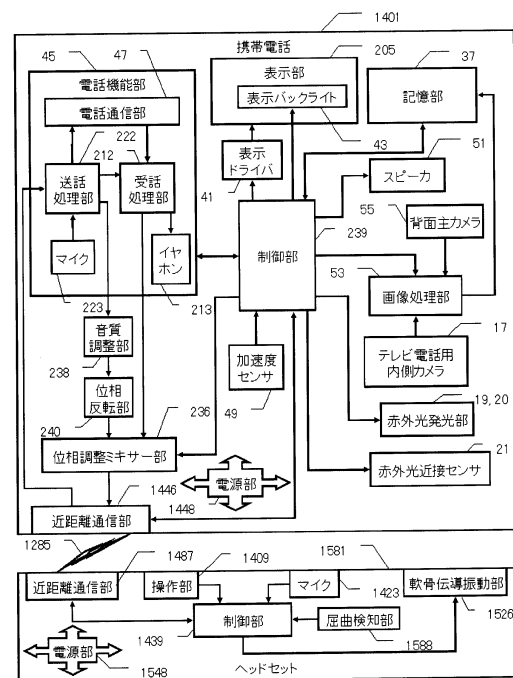 1401
45
47
携帯電話
205
37
電話機能部
電話通信部
表示部
表示バックライト
記憶部
212
222
送話
処理部
受話
処理部
表示
ドライバ
41
43
51
スピーカ
55
背面主カメラ
239
マイク
イヤ
ホン
制御部
53
画像処理部
223
213
17
音質
調整部
238
加速度
センサ
テレビ電話用
内側カメラ
位相
反転部
49
19, 20
240
236
赤外光発光部
位相調整ミキサー部
21
電源部
赤外光近接センサ
1446
1448
近距離通信部
1285
1487
1409
1581
近距離通信部
操作部
マイク
軟骨伝導振動部
1423
1526
制御部
屈曲検知部
1439
1588
電源部
1548
ヘッドセット